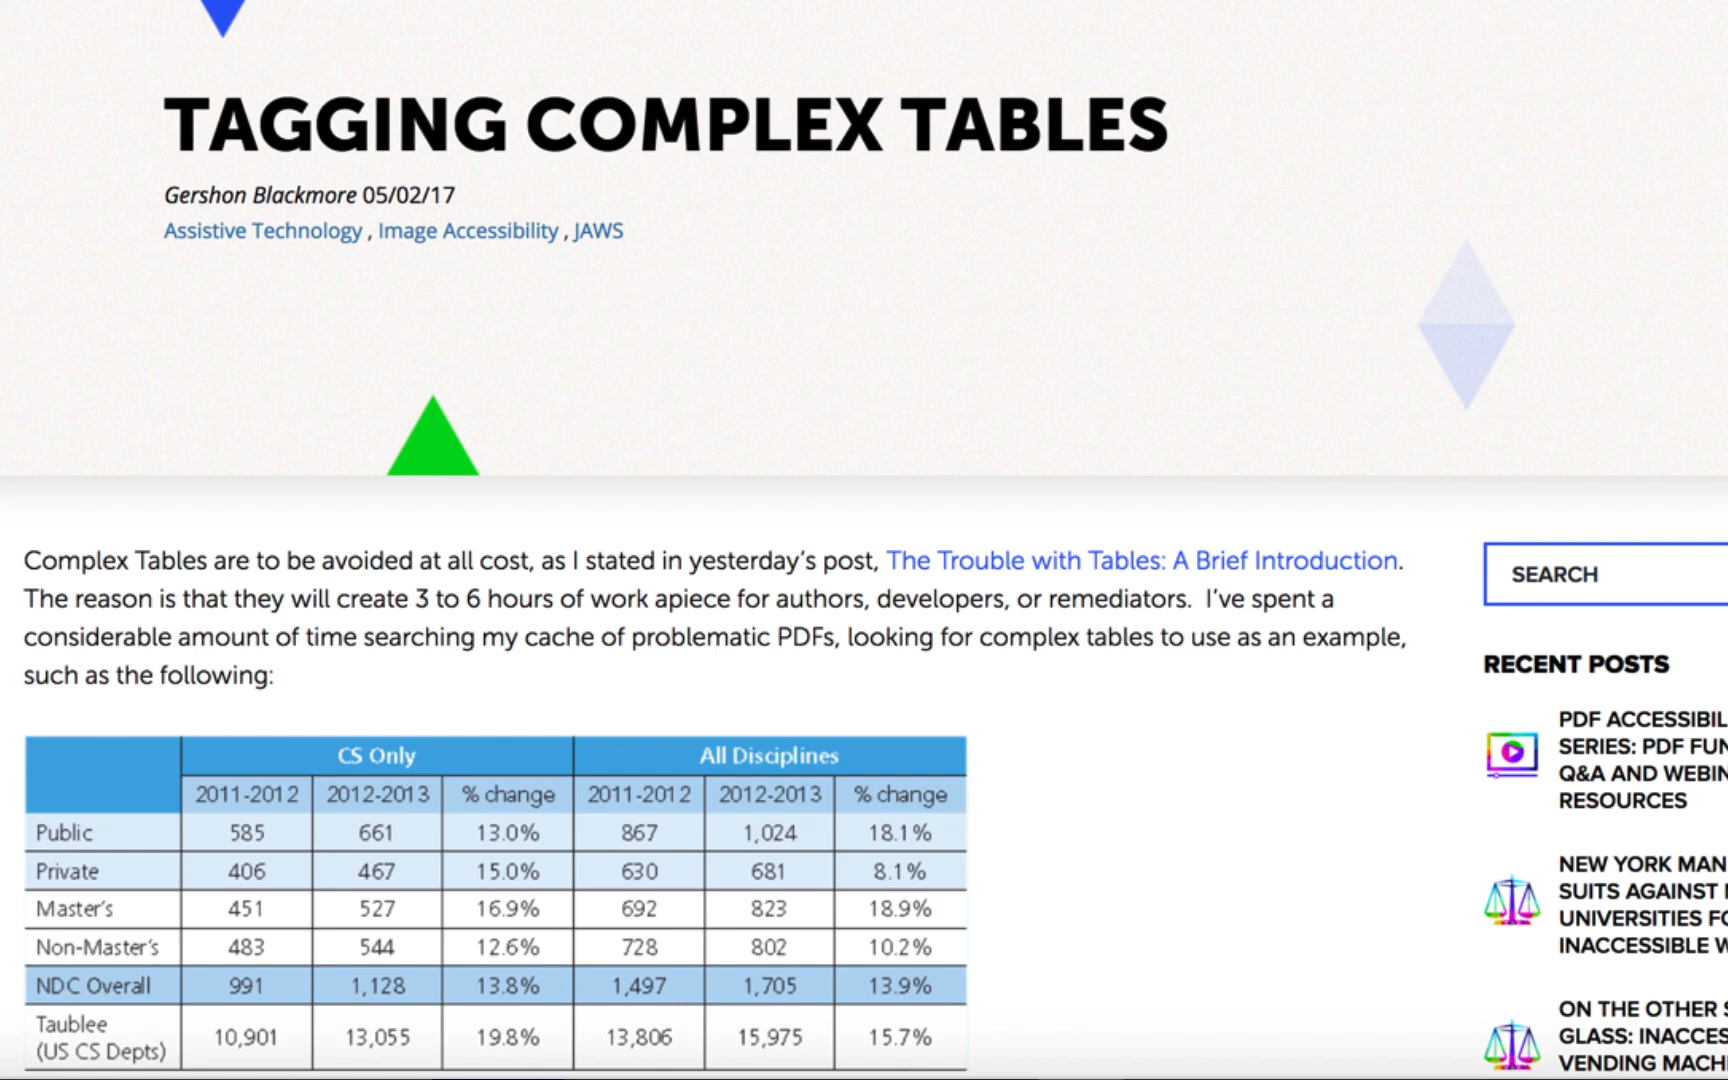 TAGGING COMPLEX TABLES
Gershon Blackmore 05/02/17
Assistive Technology , Image Accessibility , JAWS
Complex Tables are to be avoided at all cost, as I stated in yesterday's post, The Trouble with Tables: A Brief Introduction.
The reason is that they will create 3 to 6 hours of work apiece for authors, developers, or remediators. I've spent a
considerable amount of time searching my cache of problematic PDFs, looking for complex tables to use as an example,
such as the following:
CS Only All Disciplines
2011-2012 2012-2013 % change 2011-2012 2012-2013 % change
Public 585 661 13.0% 867 1,024 18.1%
Private 406 467 15.0% 630 681 8.1%
Master's 451 527 16.9% 692 823 18.9%
Non-Master's 483 544 12.6% 728 802 10.2%
NDC Overall 991 1,128 13.8% 1,497 1,705 13.9%
Taublee
(US CS Depts) 10,901 13,055 19.8% 13,806 15,975 15.7%
SEARCH
RECENT POSTS
PDF
SERIES: PDF
Q&A AND
RESOURCES
NEW YORK MAN
SUITS AGAINST
UNIVERSITIES
INACCESSIBLE
ON THE OTHER
GLASS:
VENDING